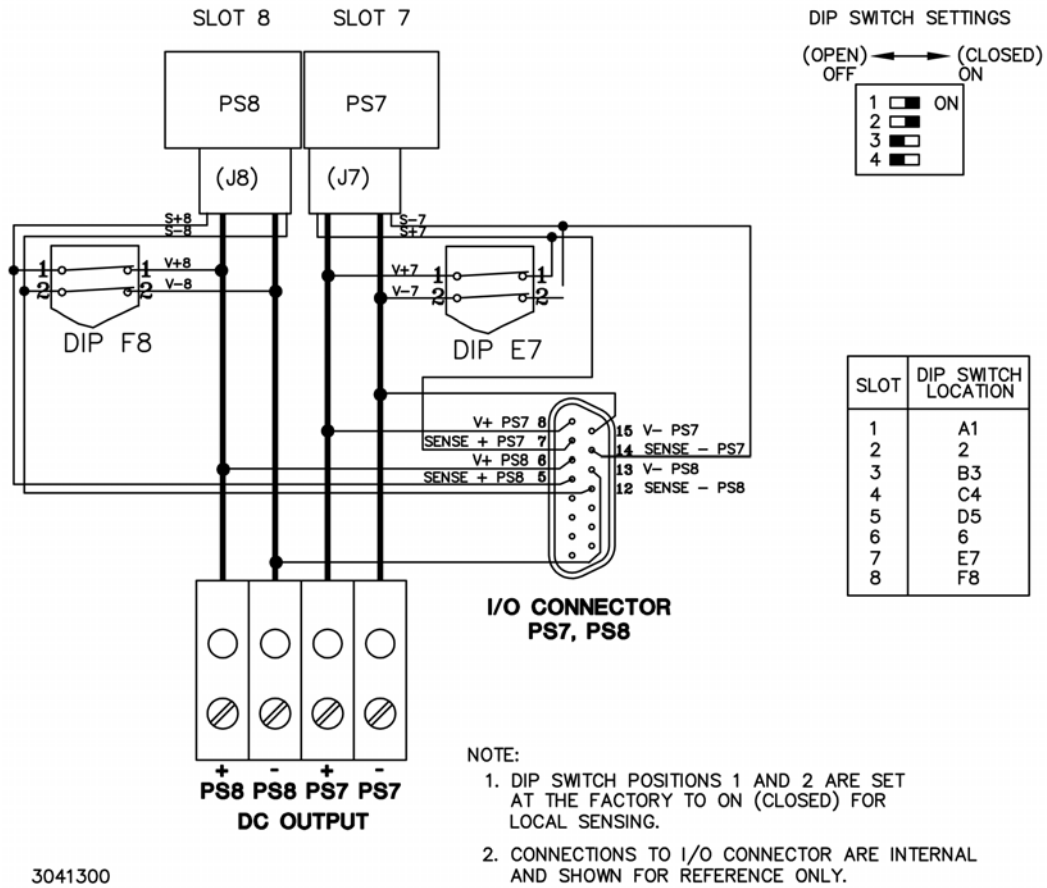 SLOT 8 SLOT 7
DIP SWITCH SETTINGS
(OPEN) (CLOSED)
OFF ON
1 ON
2
3
4
PS8 PS7
(J8) (J7)
S+8 S-7
S-8 S+7
1 1 V+8 V+7 1 1
2 2 V-8 V-7 2 2
DIP F8 DIP E7
SLOT DIP SWITCH LOCATION
1 A1
2 2
3 B3
4 C4
5 D5
6 6
7 E7
8 F8
V+ PS7 8 15 V- PS7
SENSE + PS7 7 14 SENSE - PS7
V+ PS8 6 13 V- PS8
SENSE + PS8 5 12 SENSE - PS8
I/O CONNECTOR
PS7, PS8
+ - + -
PS8 PS8 PS7 PS7
DC OUTPUT
NOTE:
1. DIP SWITCH POSITIONS 1 AND 2 ARE SET
AT THE FACTORY TO ON (CLOSED) FOR
LOCAL SENSING.
2. CONNECTIONS TO I/O CONNECTOR ARE INTERNAL
AND SHOWN FOR REFERENCE ONLY.
3041300